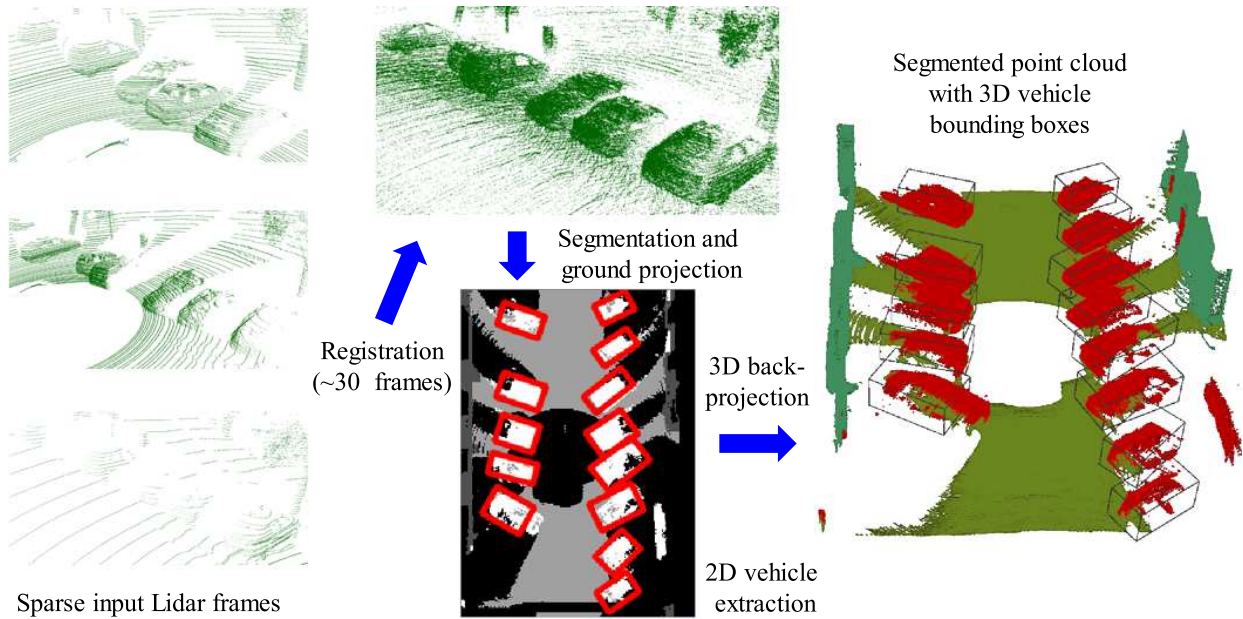 Sparse input Lidar frames
Registration
(~30 frames)
Segmentation and
ground projection
2D vehicle
extraction
3D back-
projection
Segmented point cloud
with 3D vehicle
bounding boxes